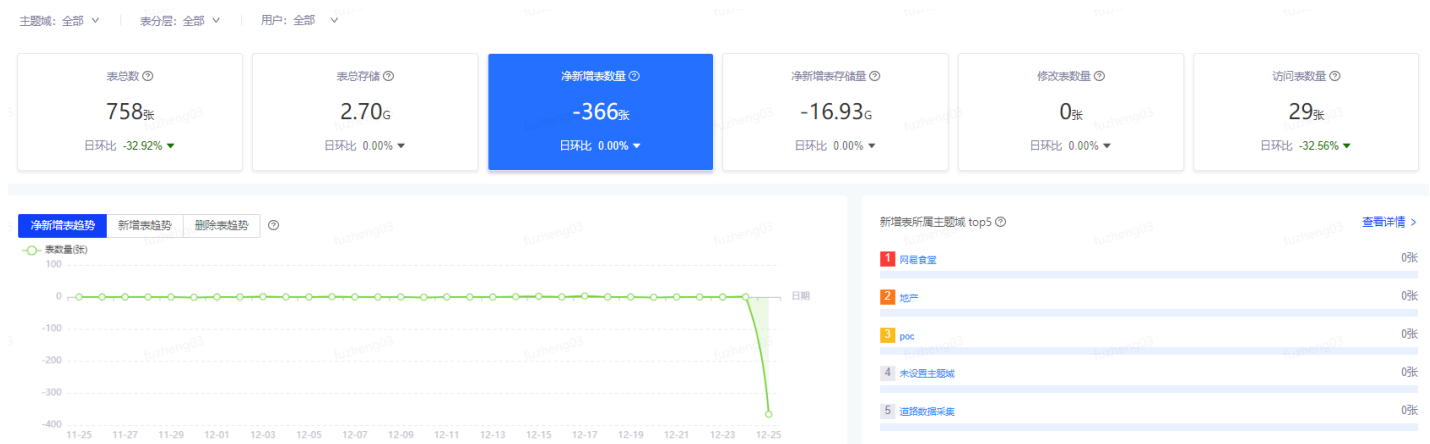 主题域: 全部 表分层: 全部 用户: 全部
表总数
758张
日环比 -32.92%
表总存储
2.70G
日环比 0.00%
净新增表数量
-366张
日环比 0.00%
净新增表存储量
-16.93G
日环比 0.00%
修改表数量
0张
日环比 0.00%
访问表数量
29张
日环比 -32.56%
净新增表趋势 新增表趋势 删除表趋势
表数量(张)
100
0
-100
-200
-300
-400
日期
11-25 11-27 11-29 12-01 12-03 12-05 12-07 12-09 12-11 12-13 12-15 12-17 12-19 12-21 12-23 12-25
新增表所属主题域 top5 查看详情 >
1 网易食堂 0张
2 地产 0张
3 poc 0张
4 未设置主题域 0张
5 道路数据采集 0张
fuzheng03